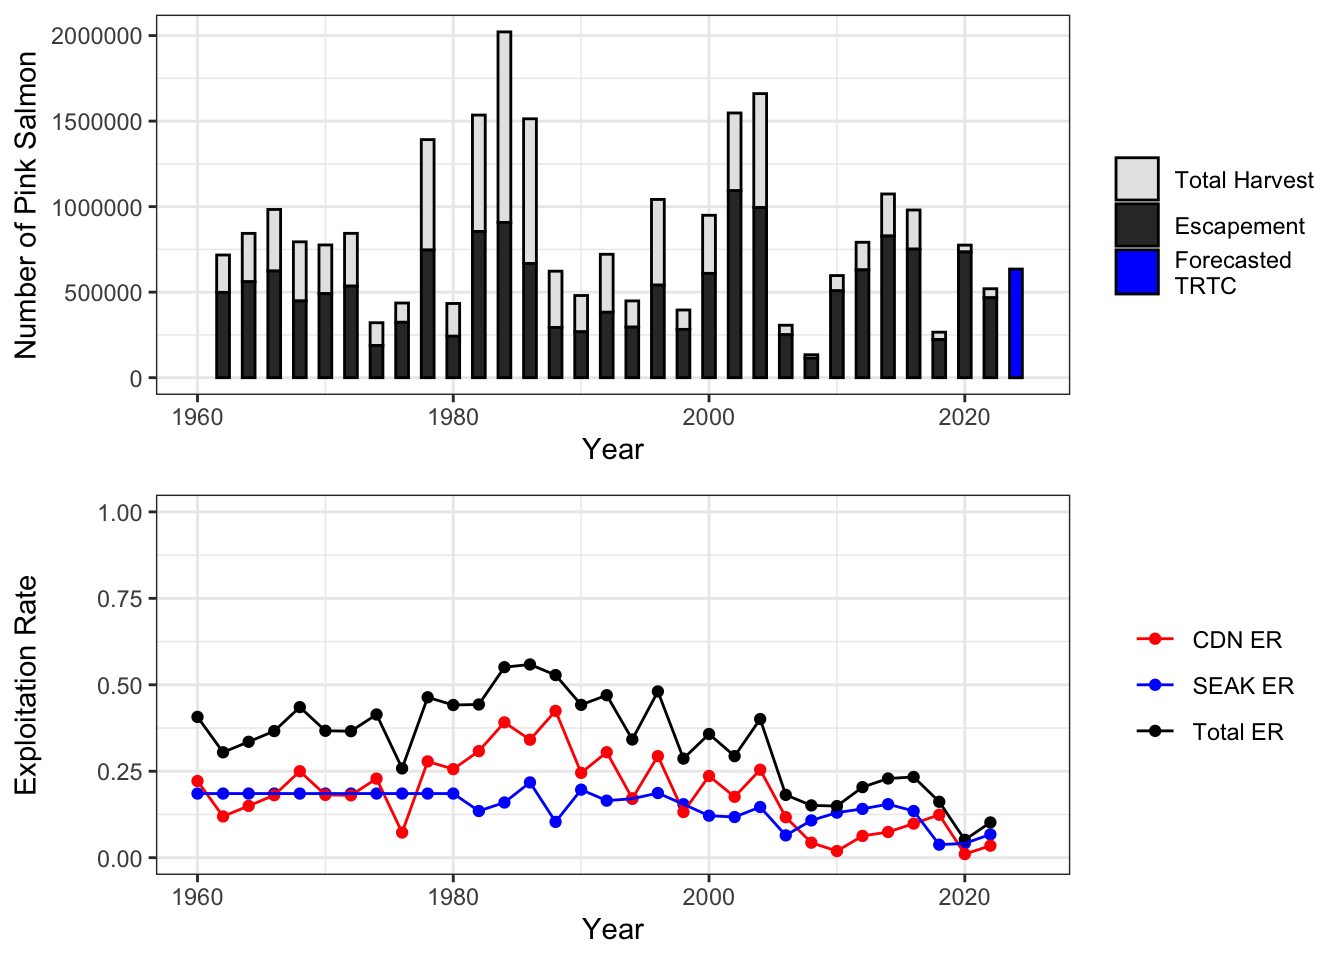 Number of Pink Salmon
2000000
1500000
1000000
500000
0
1960
1980
2000
2020
Year
Total Harvest
Escapement
Forecasted
TRTC
Exploitation Rate
1.00
0.75
0.50
0.25
0.00
1960
1980
2000
2020
Year
CDN ER
SEAK ER
Total ER